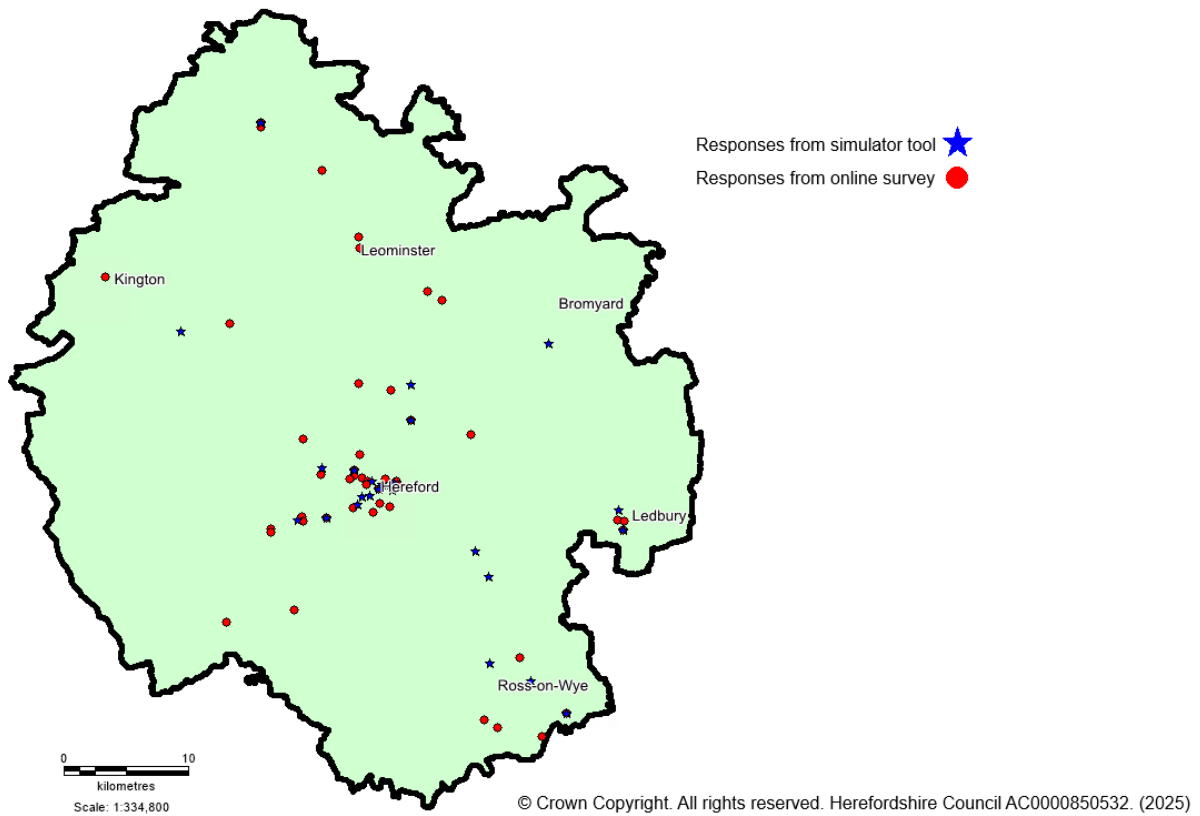 Responses from simulator tool
Responses from online survey
Leominster
Kington
Bromyard
Hereford
Ledbury
Ross-on-Wye
0 10
kilometres
Scale: 1:334,800
© Crown Copyright. All rights reserved. Herefordshire Council AC0000850532. (2025)